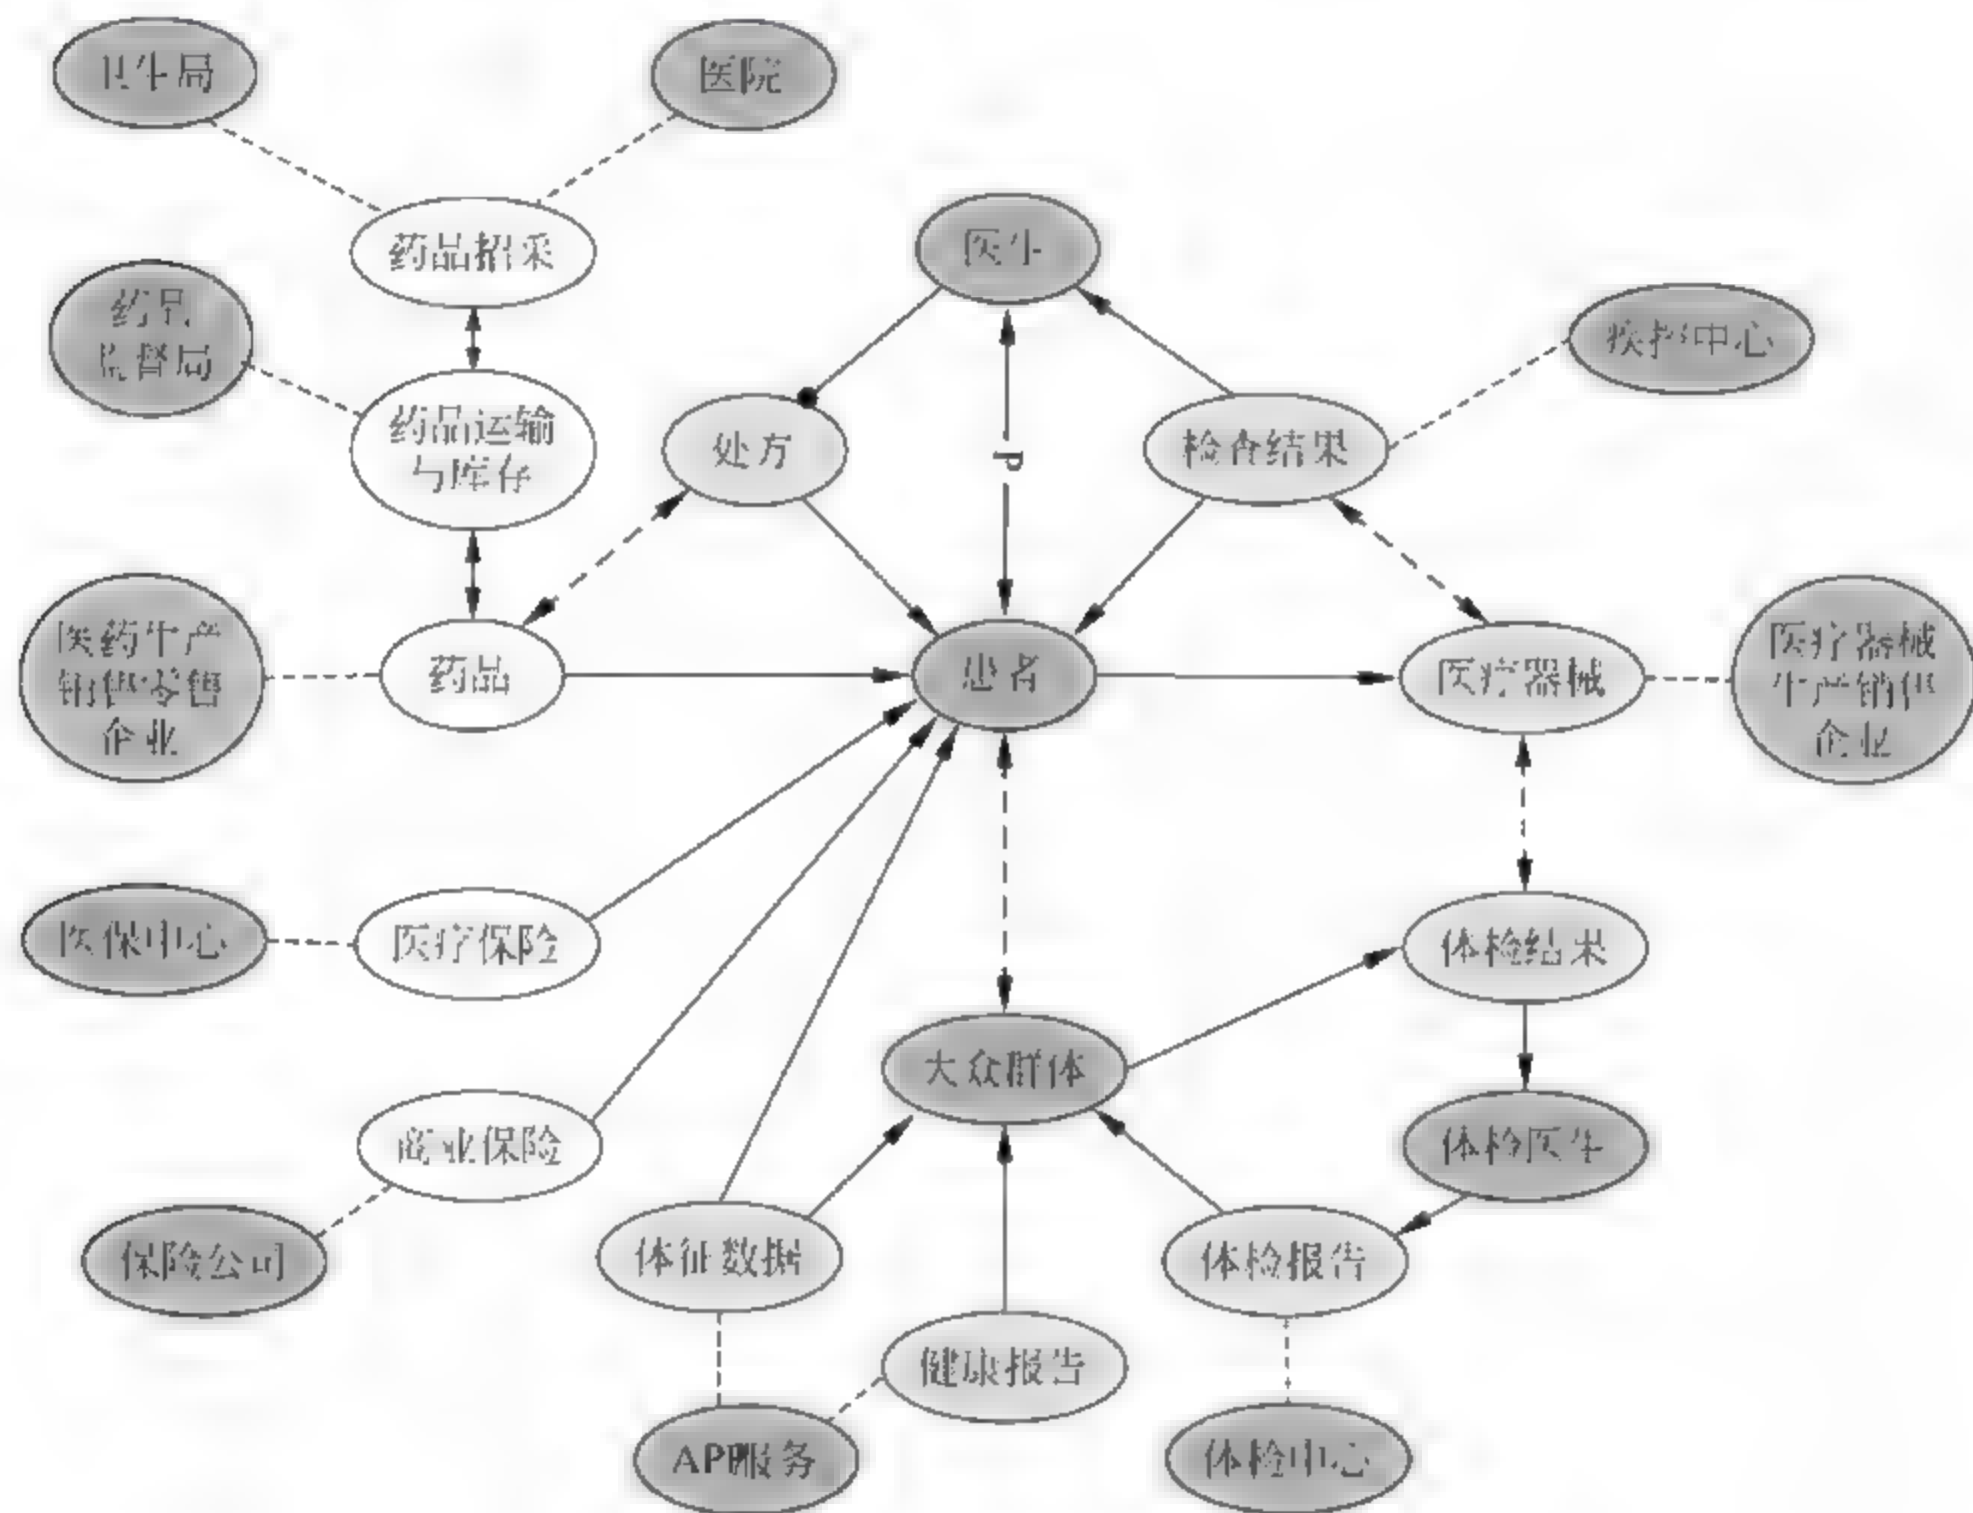 卫生局
医院
药品招采
医生
药品
监督局
疾控中心
药品运输
与库存
处方
P
检查结果
医药生产
销售零售
企业
药品
患者
医疗器械
医疗器械
生产销售
企业
医保中心
医疗保险
体检结果
大众群体
商业保险
体检医生
保险公司
体征数据
体检报告
健康报告
APP服务
体检中心